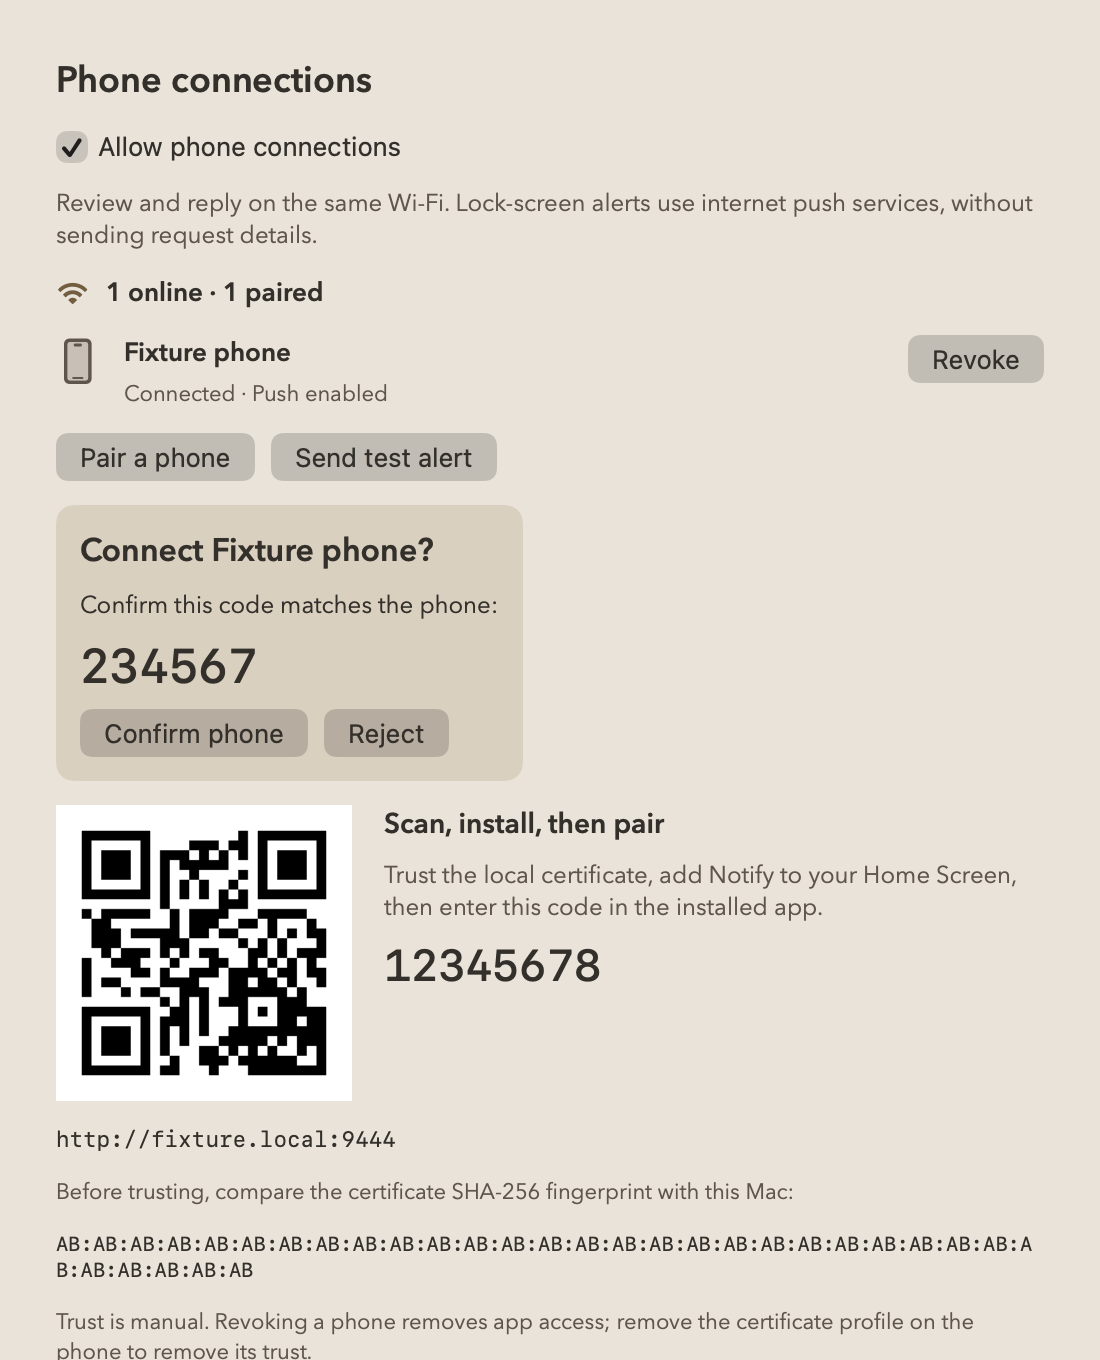 Phone connections
Allow phone connections
Review and reply on the same Wi-Fi. Lock-screen alerts use internet push services, without
sending request details.
1 online · 1 paired
Fixture phone
Revoke
Connected · Push enabled
Pair a phone
Send test alert
Connect Fixture phone?
Confirm this code matches the phone:
234567
Confirm phone
Reject
Scan, install, then pair
Trust the local certificate, add Notify to your Home Screen,
then enter this code in the installed app.
12345678
http://fixture.local:9444
Before trusting, compare the certificate SHA-256 fingerprint with this Mac:
AB:AB:AB:AB:AB:AB:AB:AB:AB:AB:AB:AB:AB:AB:AB:AB:AB:AB:AB:AB:AB:AB:AB:AB:AB:AB:A
B:AB:AB:AB:AB:AB
Trust is manual. Revoking a phone removes app access; remove the certificate profile on the
phone to remove its trust.